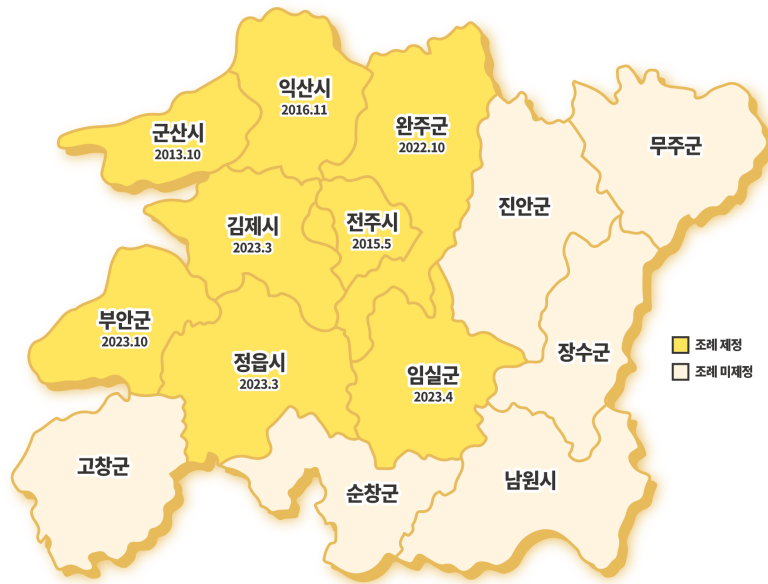 익산시
2016.11
군산시
2013.10
완주군
2022.10
무주군
진안군
김제시
2023.3
전주시
2015.5
부안군
2023.10
정읍시
2023.3
임실군
2023.4
장수군
조례 제정
조례 미제정
고창군
순창군
남원시